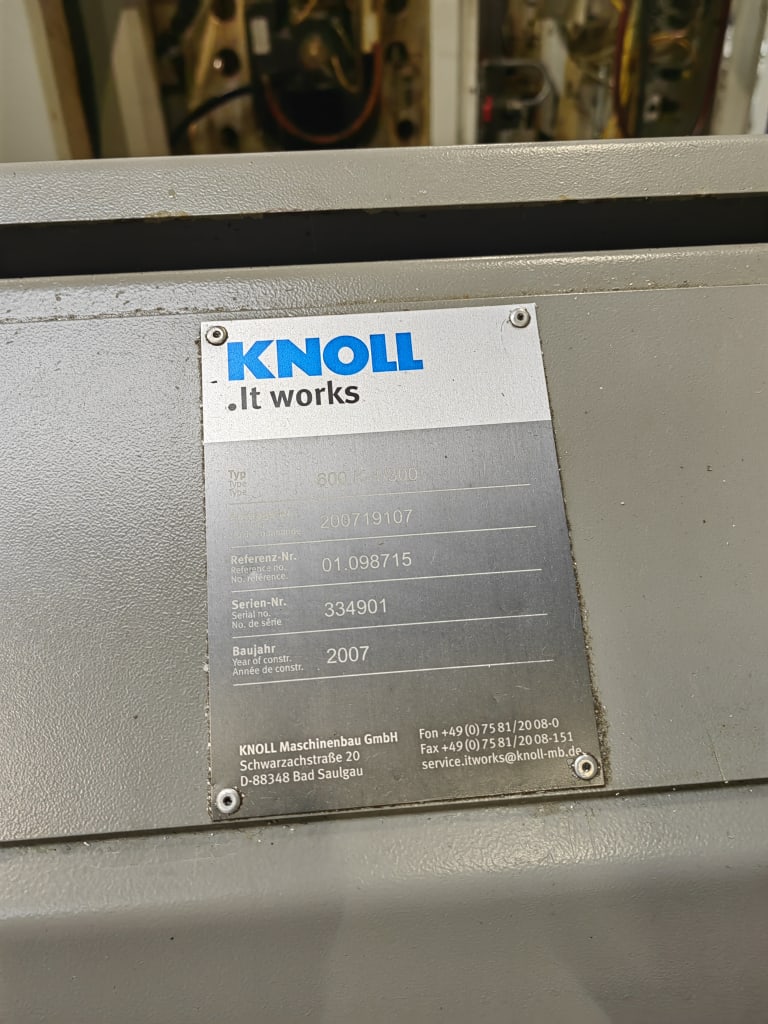 KNOLL
.It works
Typ
Type
Type
200719107
Referenz-Nr.
Reference no.
No. référence.
01.098715
Serien-Nr.
Serial no.
No. de série
334901
Baujahr
Year of constr.
Année de constr.
2007
KNOLL Maschinenbau GmbH
Schwarzachstraße 20
D-88348 Bad Saulgau
Fon +49 (0) 75 81/20 08-0
Fax +49 (0) 75 81/20 08-151
service.itworks@knoll-mb.de